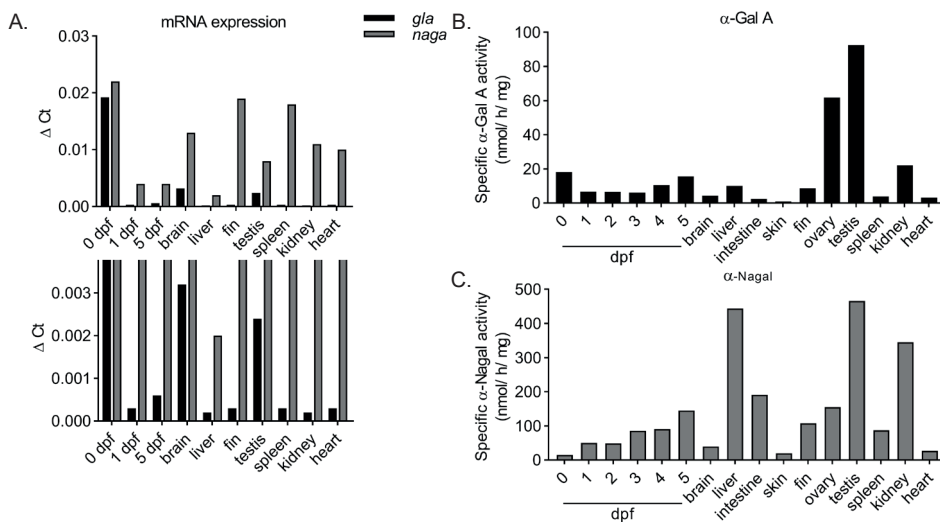 A.
mRNA expression
gla
naga
0.03
0.02
0.01
0.00
Δ Ct
0 dpf
1 dpf
5 dpf
brain
liver
fin
testis
spleen
kidney
heart
0.003
0.002
0.001
0.000
Δ Ct
0 dpf
1 dpf
5 dpf
brain
liver
fin
testis
spleen
kidney
heart
B.
α-Gal A
Specific α-Gal A activity
(nmol/ h/ mg)
100
80
60
40
20
0
0
1
2
3
4
5
brain
liver
intestine
skin
fin
ovary
testis
spleen
kidney
heart
dpf
C.
α-Nagal
Specific α-Nagal activity
(nmol/ h/ mg)
500
400
300
200
100
0
0
1
2
3
4
5
brain
liver
intestine
skin
fin
ovary
testis
spleen
kidney
heart
dpf